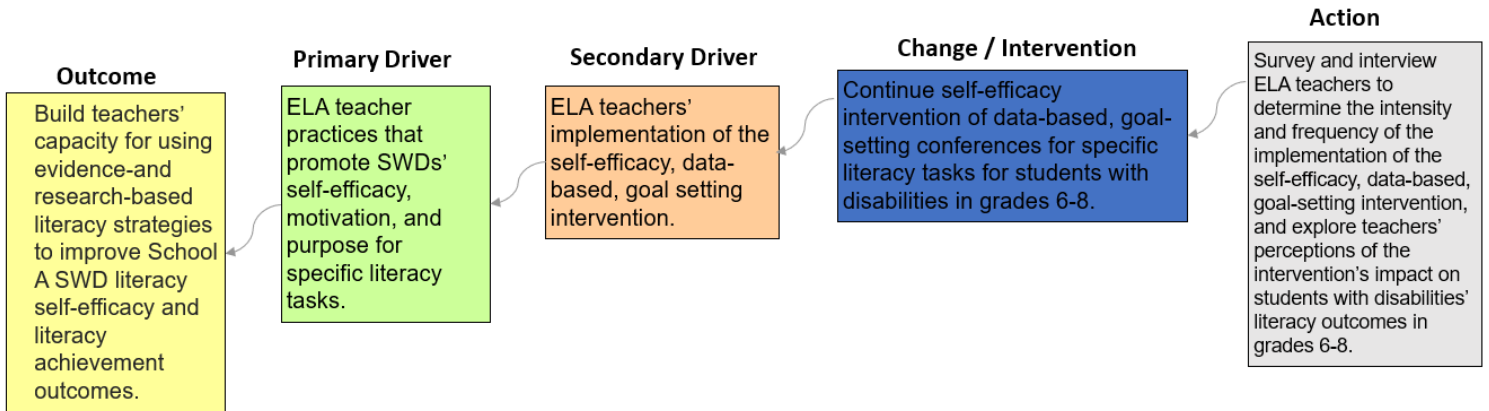 Outcome
Build teachers'
capacity for using
evidence-and
research-based
literacy strategies
to improve School
A SWD literacy
self-efficacy and
literacy
achievement
outcomes.
Primary Driver
ELA teacher
practices that
promote SWDs'
self-efficacy,
motivation, and
purpose for
specific literacy
tasks.
Secondary Driver
ELA teachers'
implementation of the
self-efficacy, data-
based, goal setting
intervention.
Change / Intervention
Continue self-efficacy
intervention of data-based, goal-
setting conferences for specific
literacy tasks for students with
disabilities in grades 6-8.
Action
Survey and interview
ELA teachers to
determine the intensity
and frequency of the
implementation of the
self-efficacy, data-based,
goal-setting intervention,
and explore teachers'
perceptions of the
intervention's impact on
students with disabilities'
literacy outcomes in
grades 6-8.